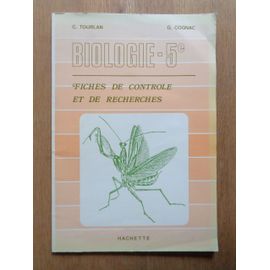 C. TOURLAN G. COGNAC
BIOLOGIE - 5e
FICHES DE CONTROLE
ET DE RECHERCHES
HACHETTE